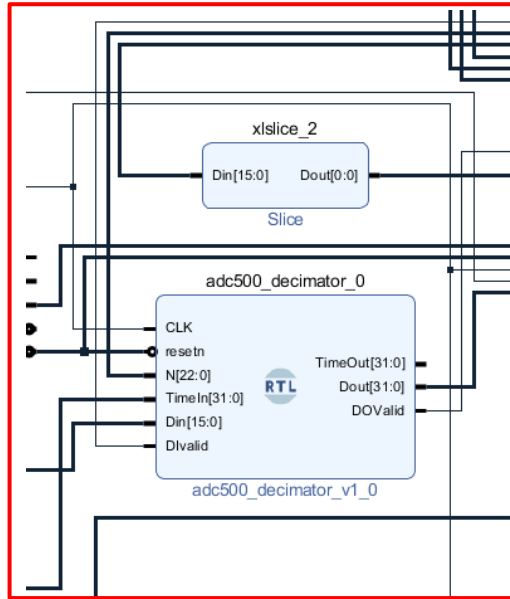 xlslice_2
Din[15:0] Dout[0:0]
Slice
adc500_decimator_0
CLK
resetn
N[22:0]
TimeIn[31:0]
Din[15:0]
DIvalid
RTL
TimeOut[31:0]
Dout[31:0]
DOValid
adc500_decimator_v1_0